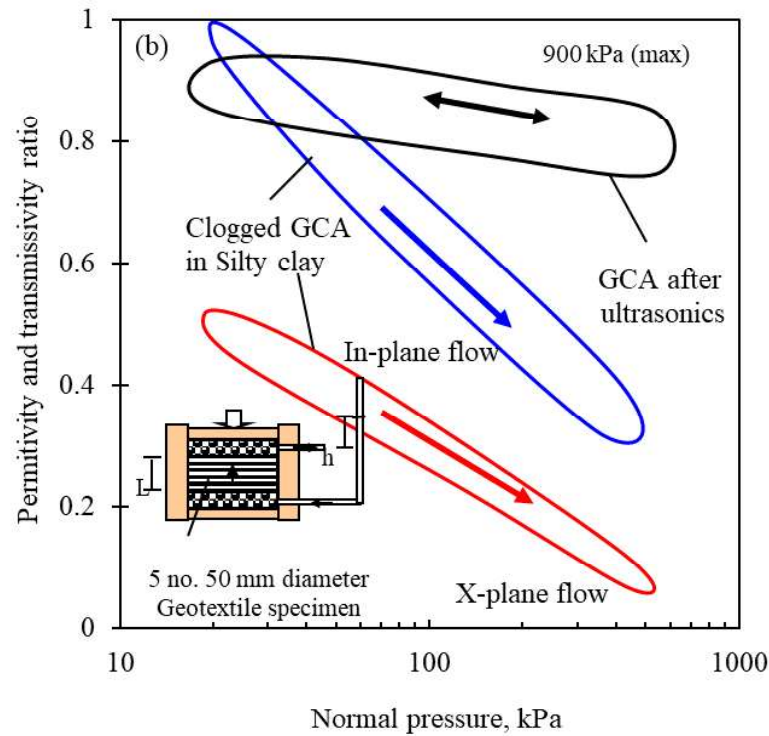 (b)
900 kPa (max)
Permitivity and transmissivity ratio
1
0.8
0.6
0.4
0.2
0
Clogged GCA
in Silty clay
GCA after
ultrasonics
In-plane flow
h
L
5 no. 50 mm diameter
Geotextile specimen
X-plane flow
10
100
1000
Normal pressure, kPa